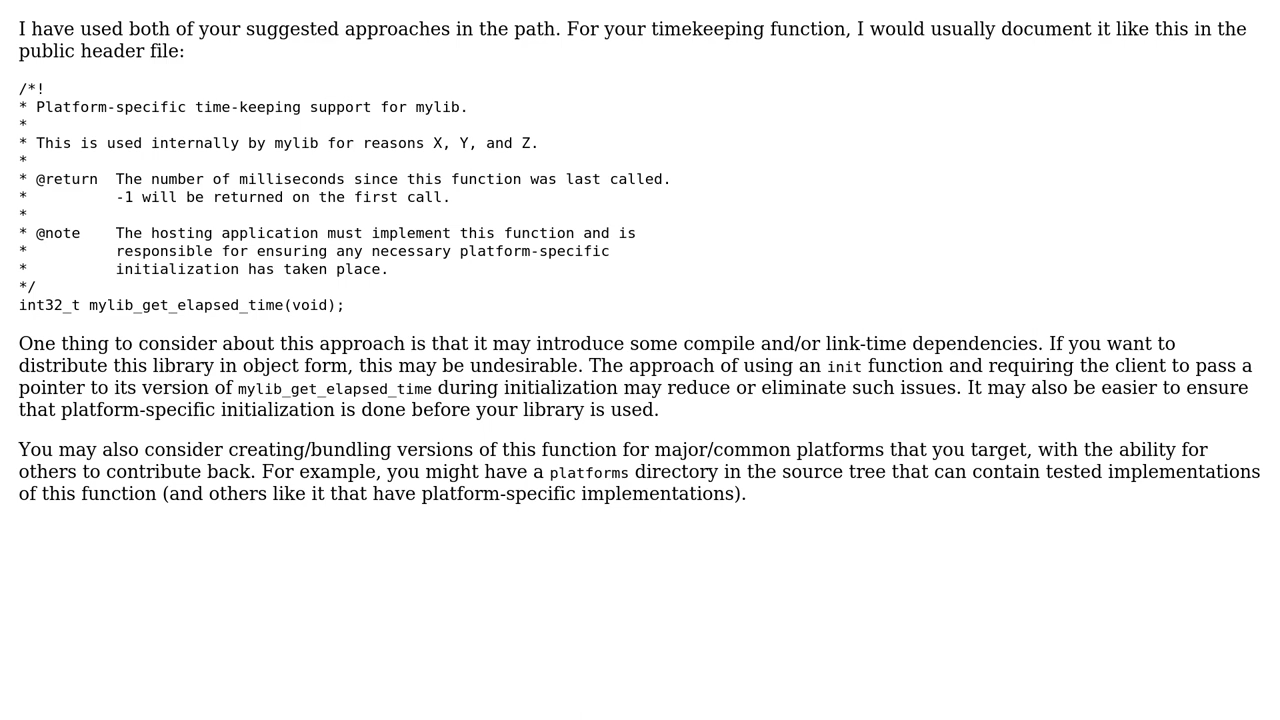 I have used both of your suggested approaches in the path. For your timekeeping function, I would usually document it like this in the
public header file:
/*!
* Platform-specific time-keeping support for mylib.
*
* This is used internally by mylib for reasons X, Y, and Z.
*
* @return  The number of milliseconds since this function was last called.
*          -1 will be returned on the first call.
*
* @note    The hosting application must implement this function and is
*          responsible for ensuring any necessary platform-specific
*          initialization has taken place.
*/
int32_t mylib_get_elapsed_time(void);
One thing to consider about this approach is that it may introduce some compile and/or link-time dependencies. If you want to
distribute this library in object form, this may be undesirable. The approach of using an init function and requiring the client to pass a
pointer to its version of mylib_get_elapsed_time during initialization may reduce or eliminate such issues. It may also be easier to ensure
that platform-specific initialization is done before your library is used.
You may also consider creating/bundling versions of this function for major/common platforms that you target, with the ability for
others to contribute back. For example, you might have a platforms directory in the source tree that can contain tested implementations
of this function (and others like it that have platform-specific implementations).